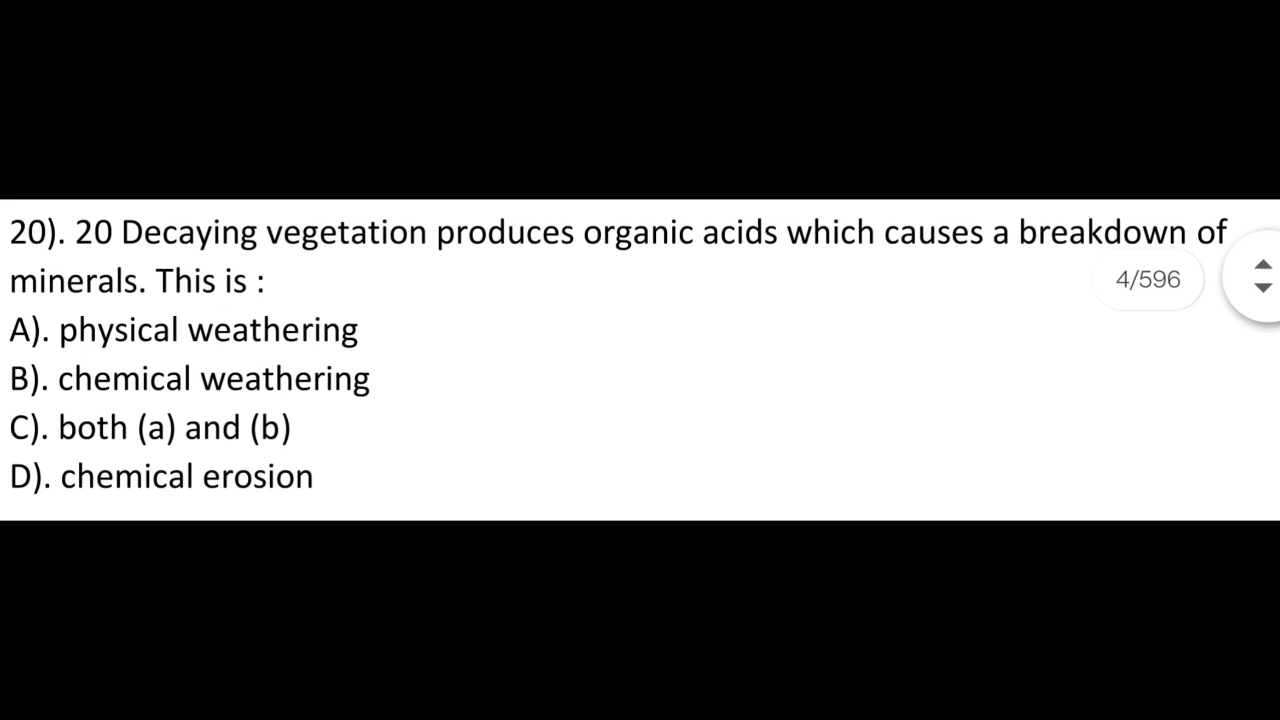 20). 20 Decaying vegetation produces organic acids which causes a breakdown of
minerals. This is :
4/596
A). physical weathering
B). chemical weathering
C). both (a) and (b)
D). chemical erosion